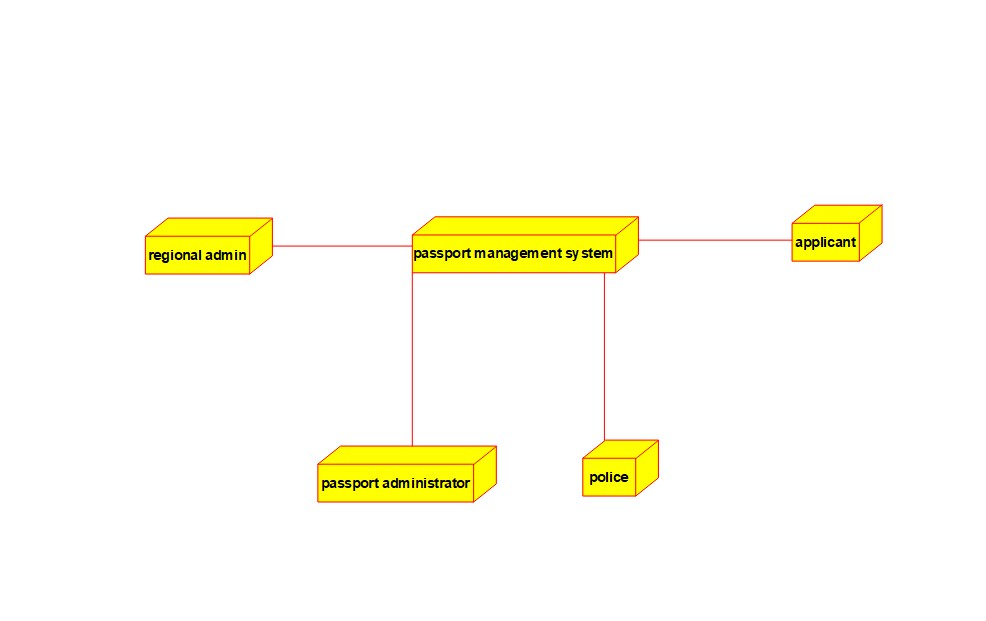 regional admin
passport management system
applicant
passport administrator
police